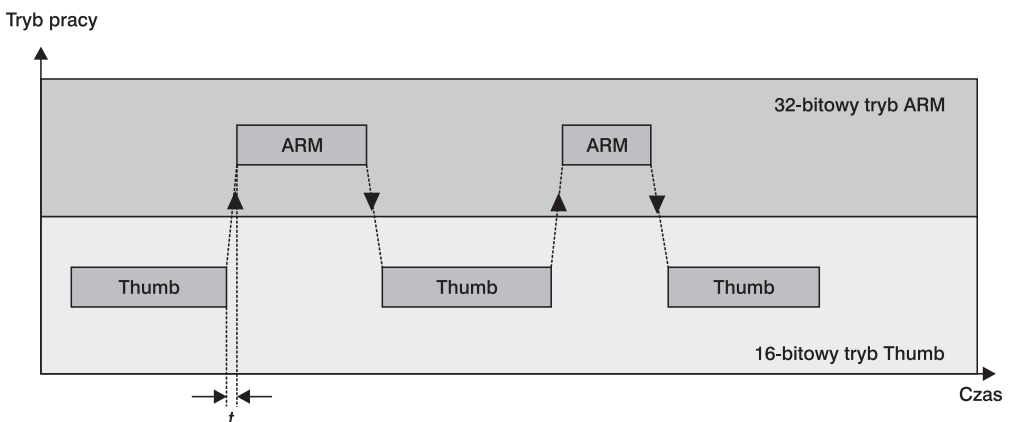 Tryb pracy
32-bitowy tryb ARM
ARM
ARM
Thumb
Thumb
Thumb
16-bitowy tryb Thumb
Czas
t